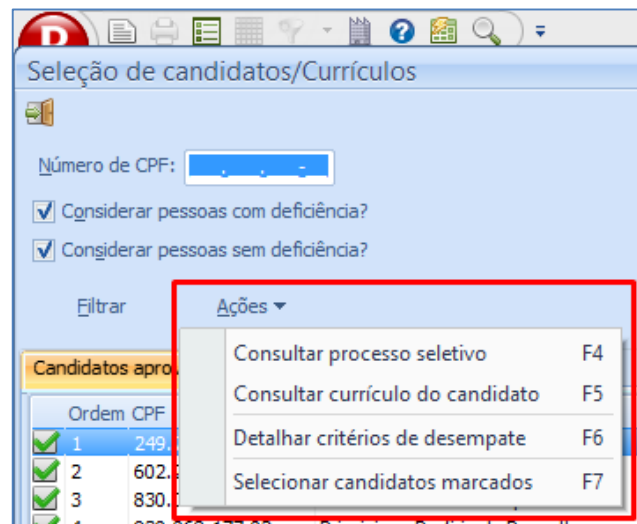 D
Seleção de candidatos/Currículos
Número de CPF: . . -
Considerar pessoas com deficiência?
Considerar pessoas sem deficiência?
Filtrar Ações
Consultar processo seletivo F4
Consultar currículo do candidato F5
Detalhar critérios de desempate F6
Selecionar candidatos marcados F7
Candidatos
Ordem CPF
1 249.
2 602.
3 830.